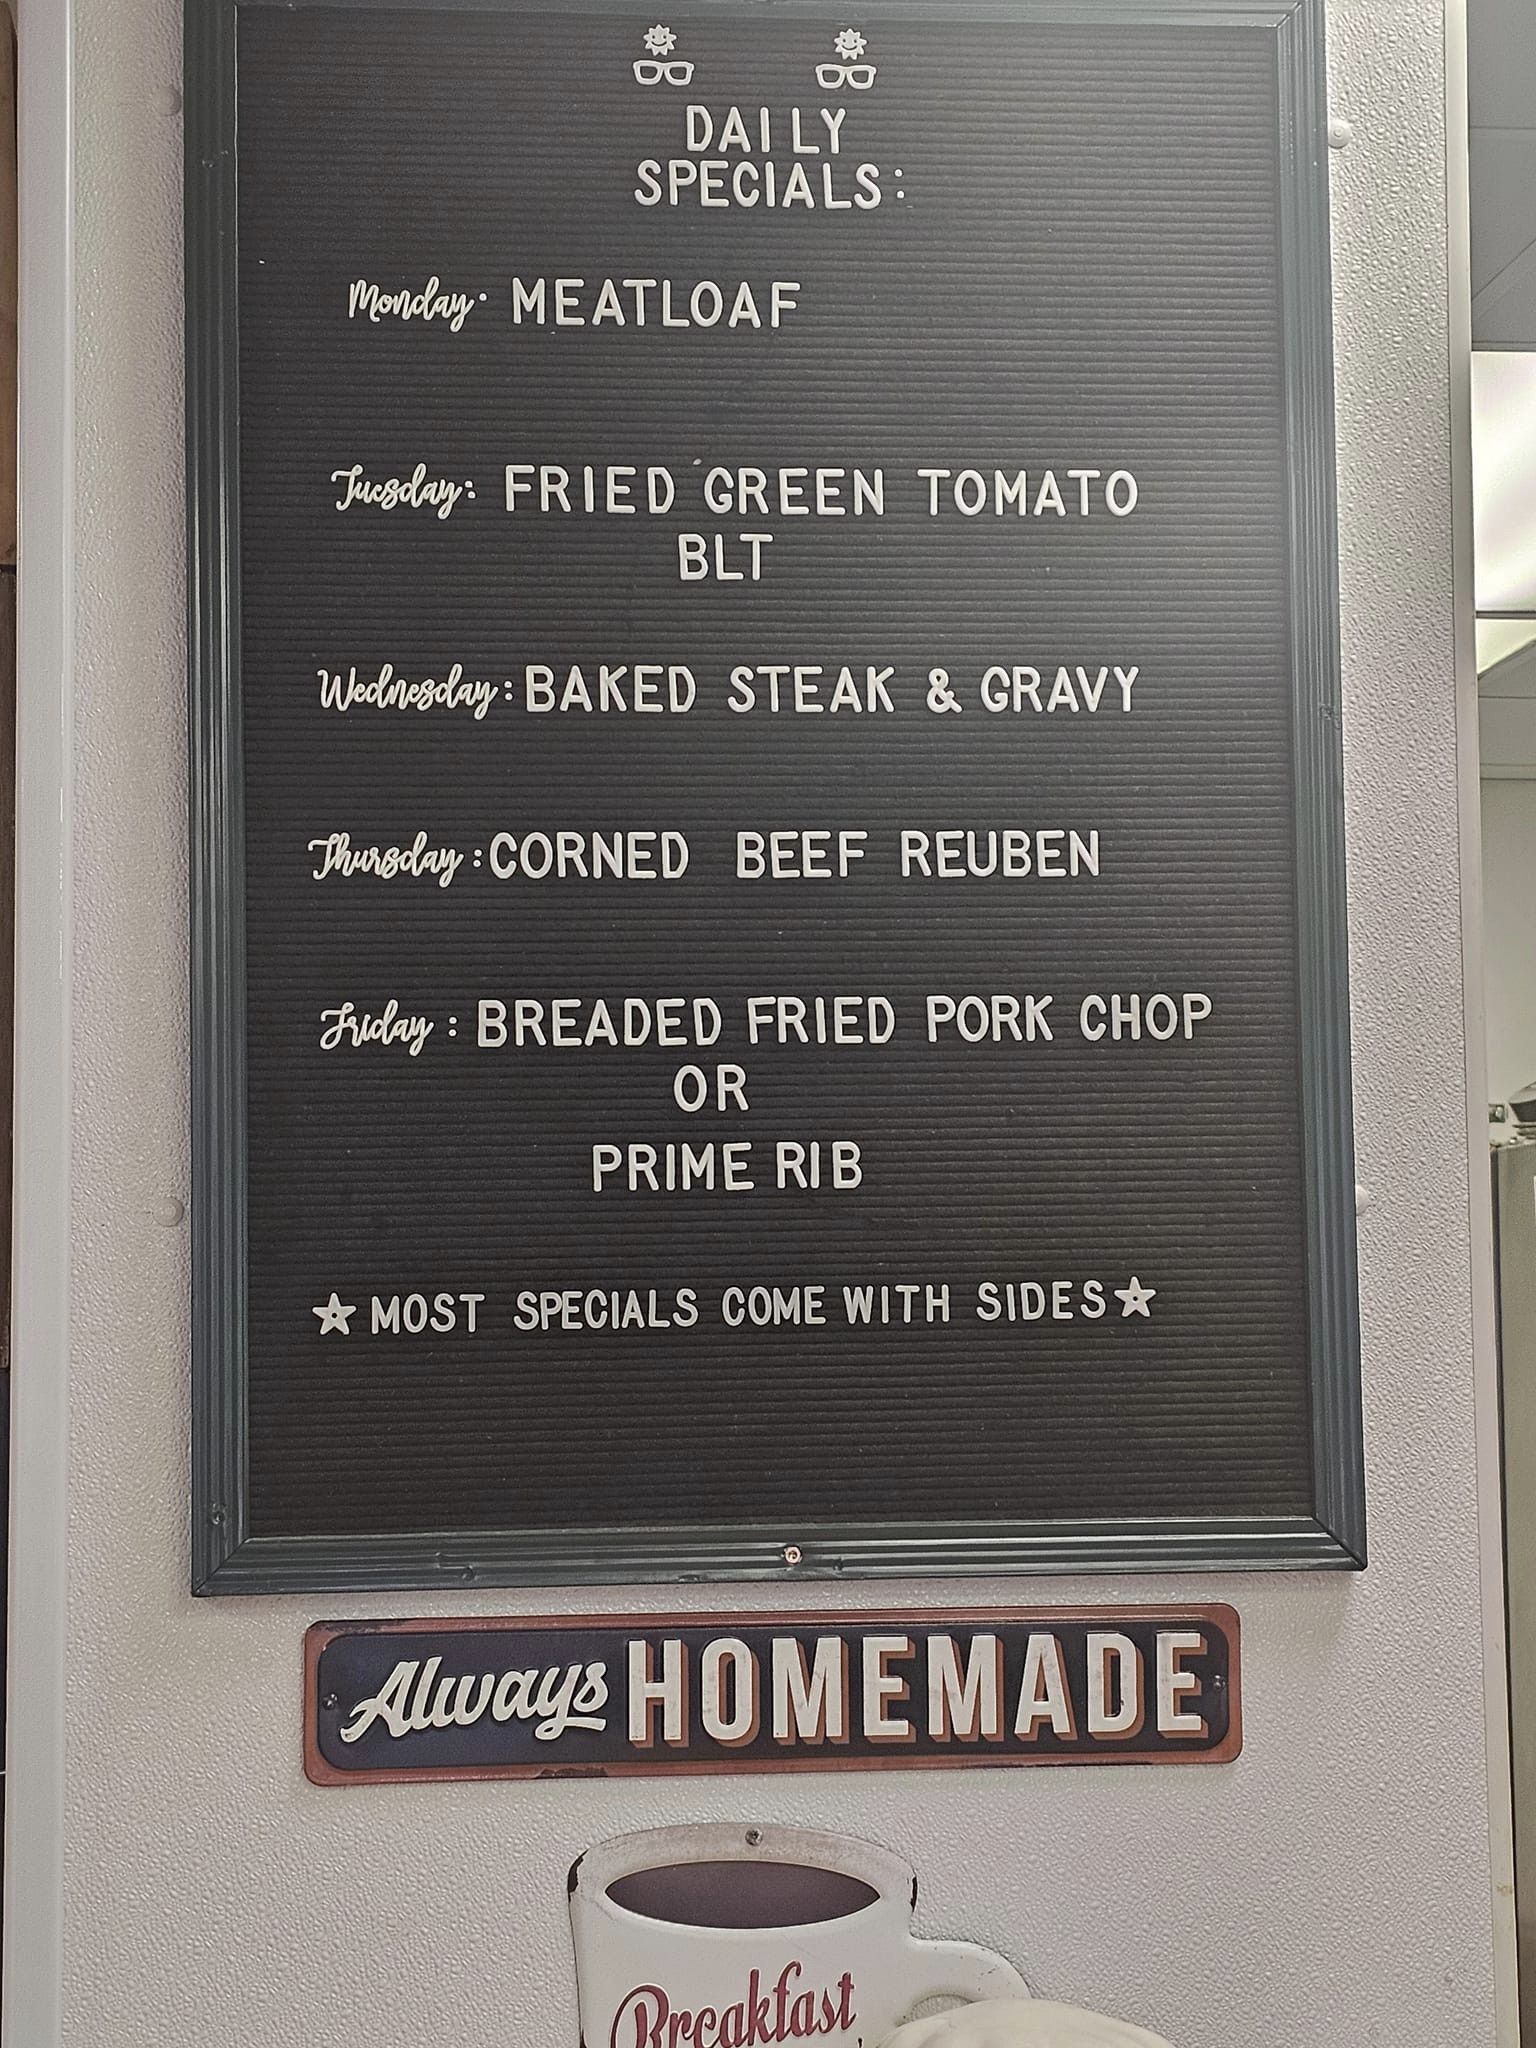 DAILY
SPECIALS:
Monday: MEATLOAF
Tuesday: FRIED GREEN TOMATO
BLT
Wednesday: BAKED STEAK & GRAVY
Thursday: CORNED BEEF REUBEN
Friday: BREADED FRIED PORK CHOP
OR
PRIME RIB
MOST SPECIALS COME WITH SIDES
Always HOMEMADE
Breakfast